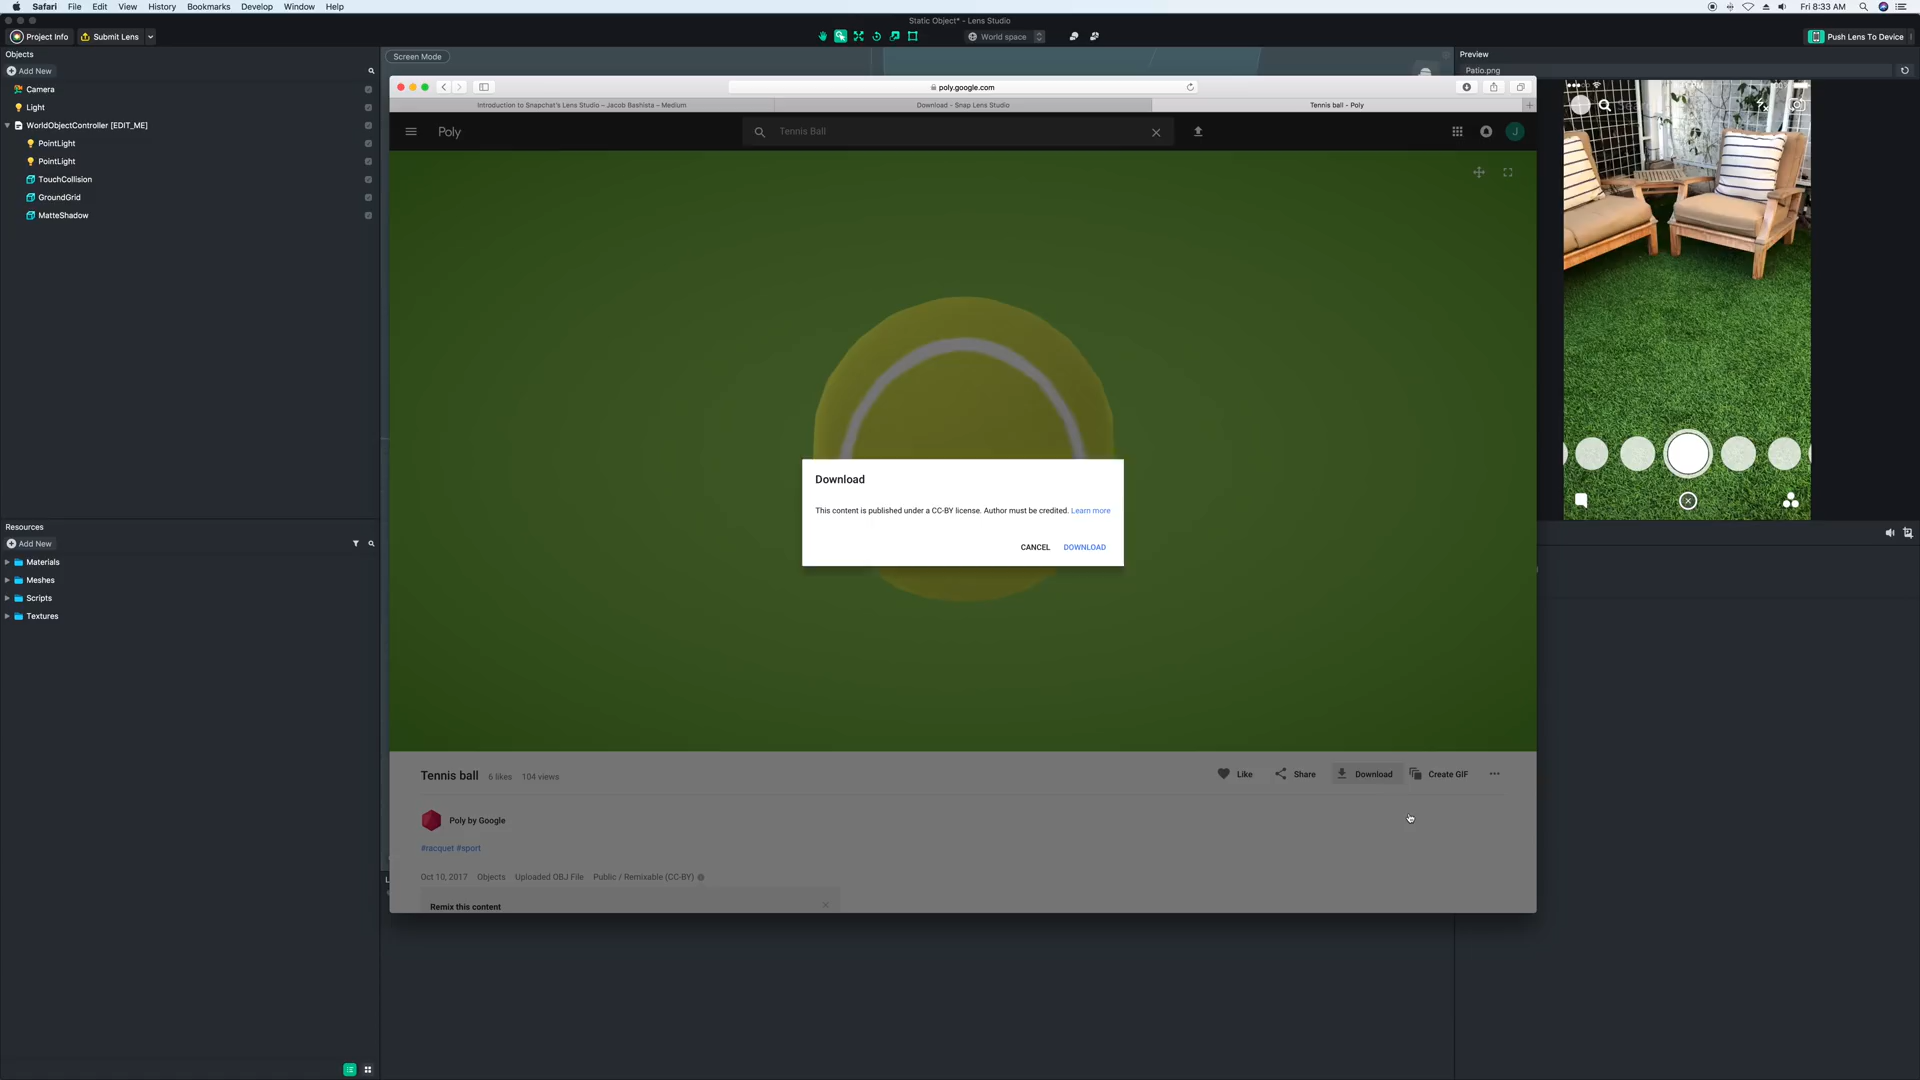 Safari File Edit View History Bookmarks Develop Window Help Fri 8:33 AM
Static Object* - Lens Studio
Project Info Submit Lens World space Push Lens To Device
Objects
Add New
Camera
Light
WorldObjectController [EDIT_ME]
PointLight
PointLight
TouchCollision
GroundGrid
MatteShadow
Resources
Add New
Materials
Meshes
Scripts
Textures
Screen Mode
poly.google.com
Introduction to Snapchat's Lens Studio – Jacob Bashista – Medium Download - Snap Lens Studio Tennis ball - Poly
Poly Tennis Ball J
Download
This content is published under a CC-BY license. Author must be credited. Learn more
CANCEL DOWNLOAD
Tennis ball 6 likes 104 views Like Share Download Create GIF
Poly by Google
#racquet #sport
Oct 10, 2017 Objects Uploaded OBJ File Public / Remixable (CC-BY)
Remix this content
Preview
Patio.png